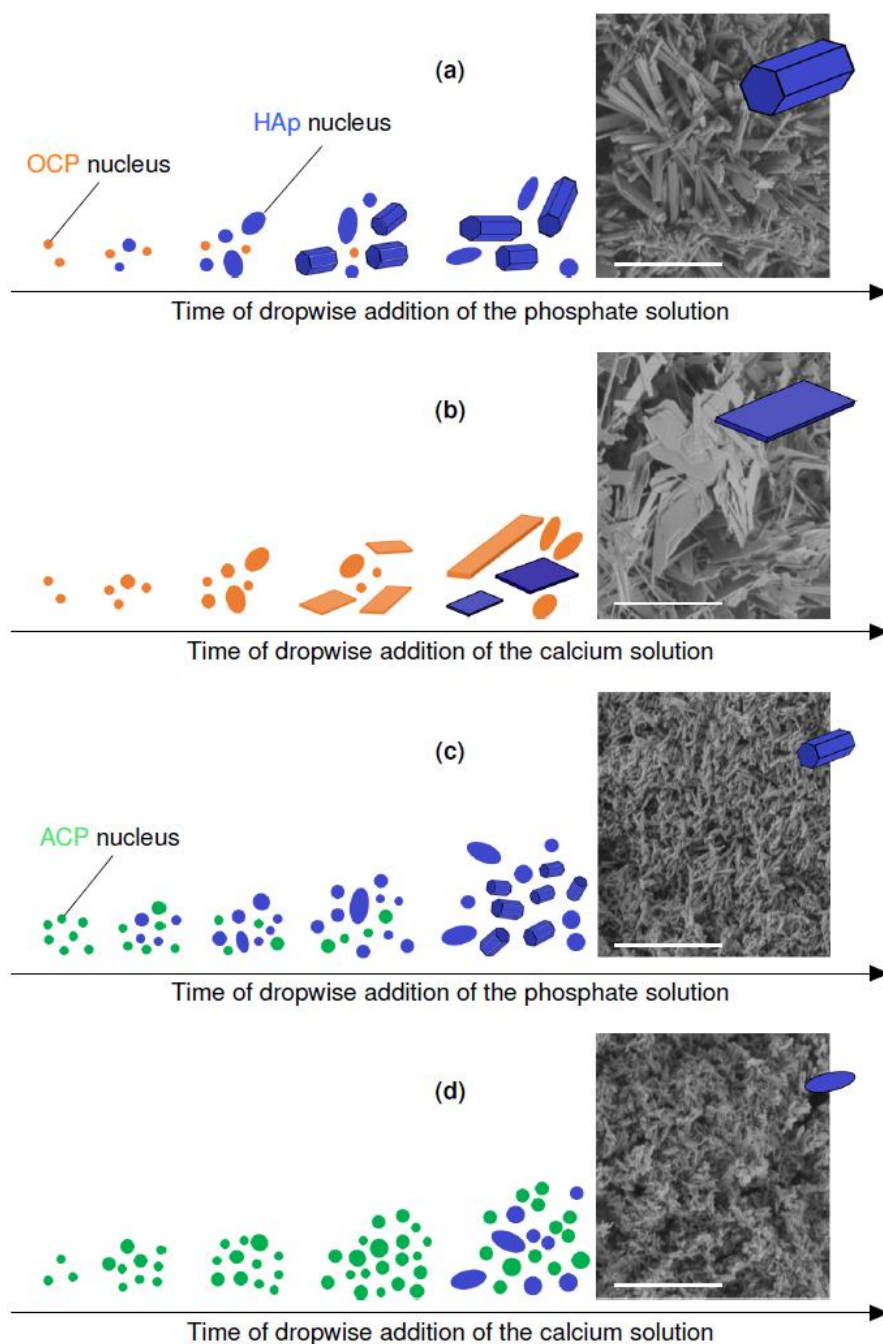 (a)
HAp nucleus
OCP nucleus
Time of dropwise addition of the phosphate solution
(b)
Time of dropwise addition of the calcium solution
(c)
ACP nucleus
Time of dropwise addition of the phosphate solution
(d)
Time of dropwise addition of the calcium solution